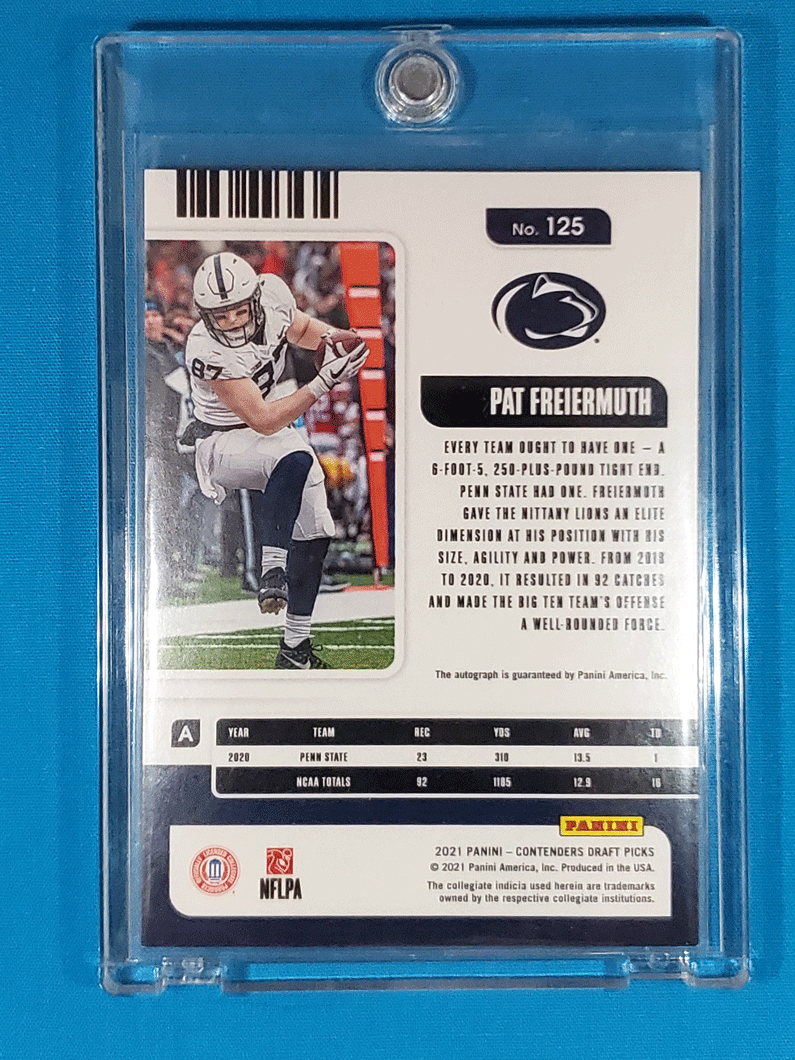 No. 125
87
PAT FREIERMUTH
EVERY TEAM OUGHT TO HAVE ONE – A
6-FOOT-5, 250-PLUS-POUND TIGHT END.
PENN STATE HAD ONE. FREIERMUTH
GAVE THE NITTANY LIONS AN ELITE
DIMENSION AT HIS POSITION WITH HIS
SIZE, AGILITY AND POWER. FROM 2018
TO 2020, IT RESULTED IN 92 CATCHES
AND MADE THE BIG TEN TEAM'S OFFENSE
A WELL-ROUNDED FORCE.
The autograph is guaranteed by Panini America, Inc.
A YEAR TEAM REC YDS AVG TD
2020 PENN STATE 23 310 13.5 1
NCAA TOTALS 92 1185 12.9 16
PANINI
2021 PANINI – CONTENDERS DRAFT PICKS
© 2021 Panini America, Inc. Produced in the USA.
The collegiate indicia used herein are trademarks
owned by the respective collegiate institutions.
OFFICIALLY LICENSED COLLEGIATE PRODUCTS
NFLPA